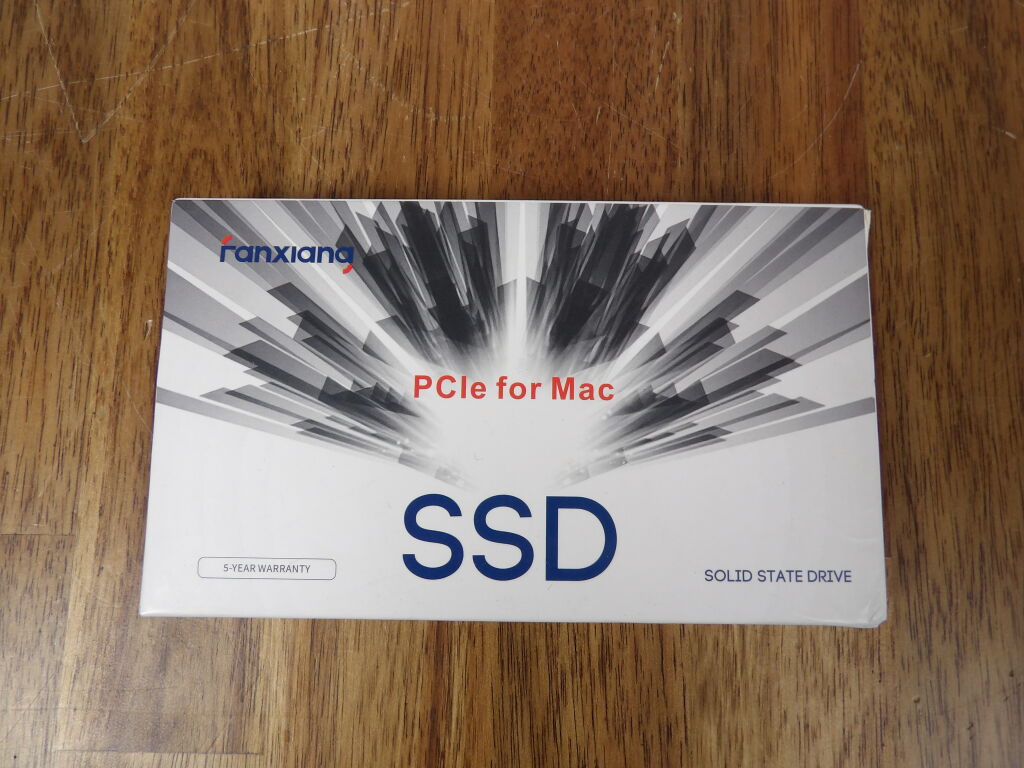 fanxiang
PCIe for Mac
SSD
5-YEAR WARRANTY
SOLID STATE DRIVE